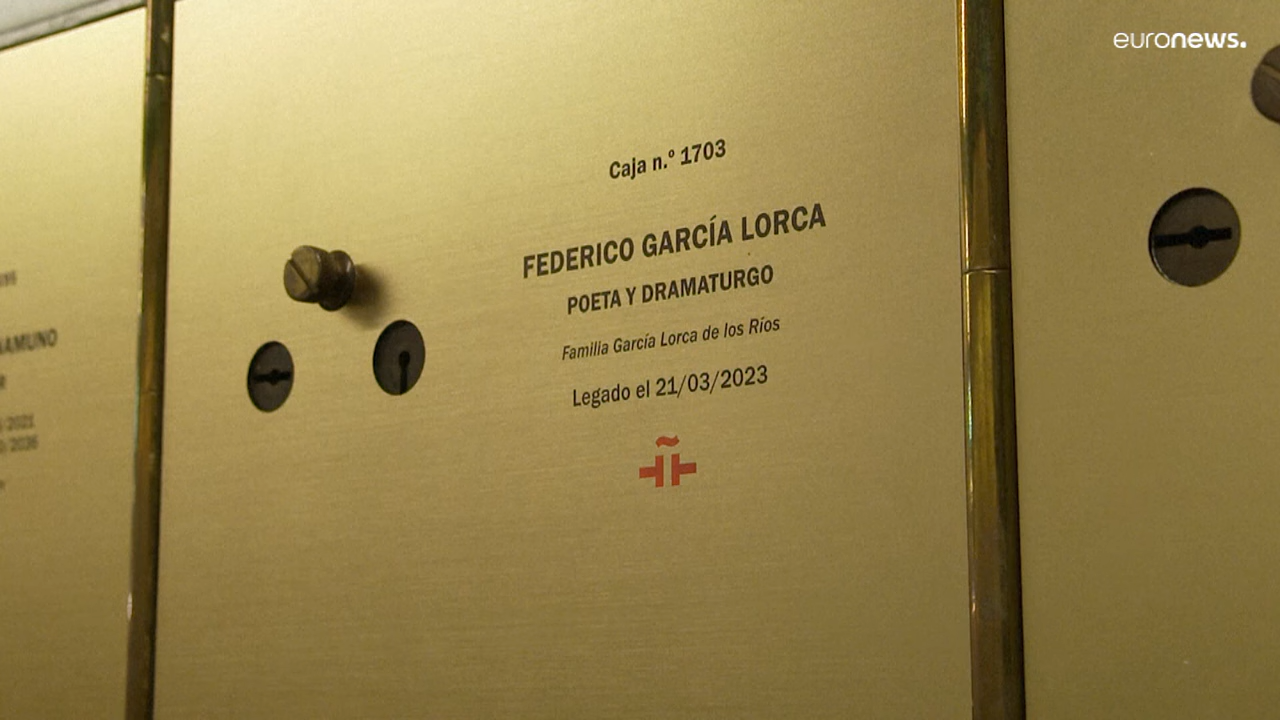 euronews.
Caja n.º 1703
FEDERICO GARCÍA LORCA
POETA Y DRAMATURGO
Familia García Lorca de los Ríos
Legado el 21/03/2023